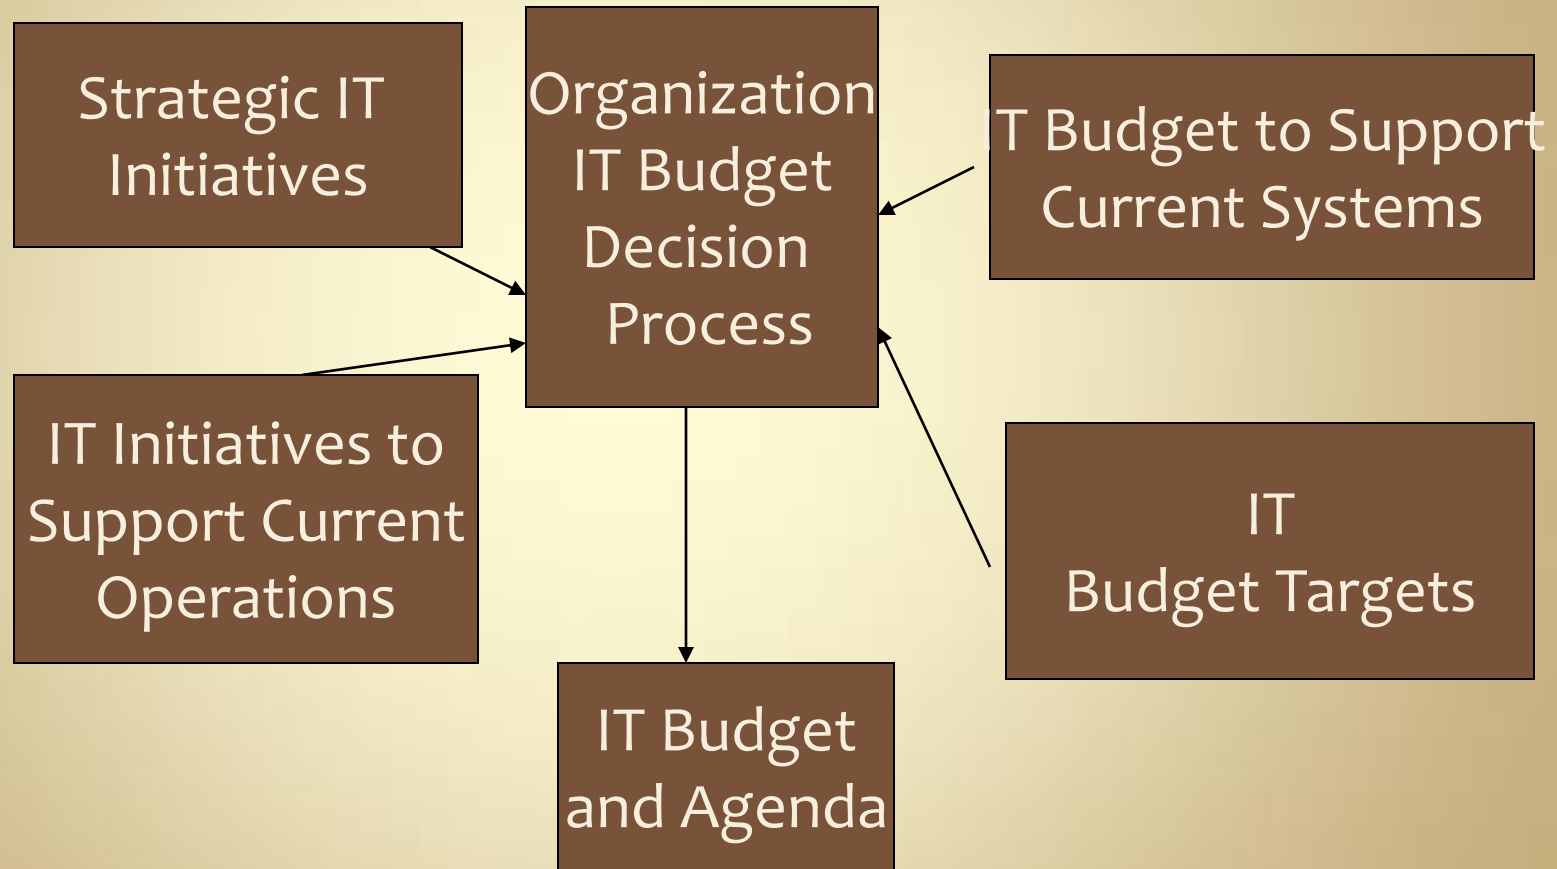 Strategic IT
Initiatives
Organization
IT Budget
Decision
Process
IT Budget to Support
Current Systems
IT Initiatives to
Support Current
Operations
IT
Budget Targets
IT Budget
and Agenda